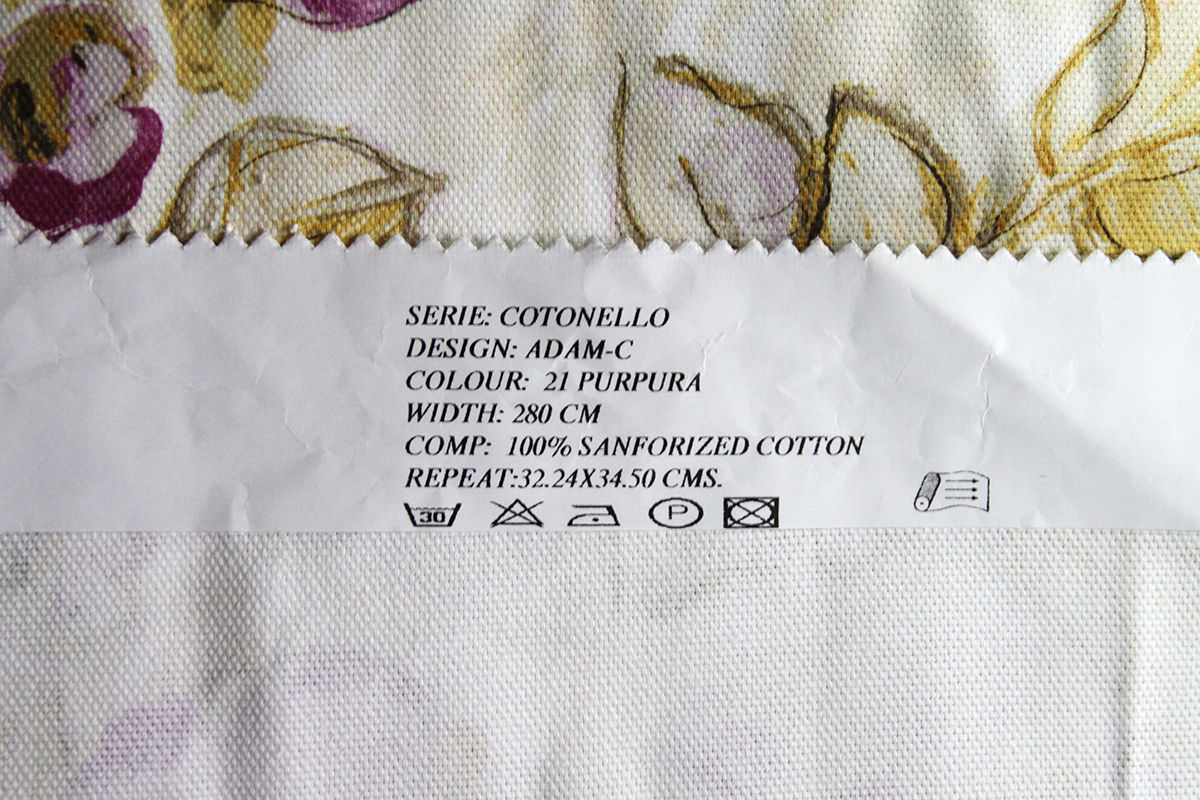 SERIE: COTONELLO
DESIGN: ADAM-C
COLOUR: 21 PURPURA
WIDTH: 280 CM
COMP: 100% SANFORIZED COTTON
REPEAT:32.24X34.50 CMS.
30 P